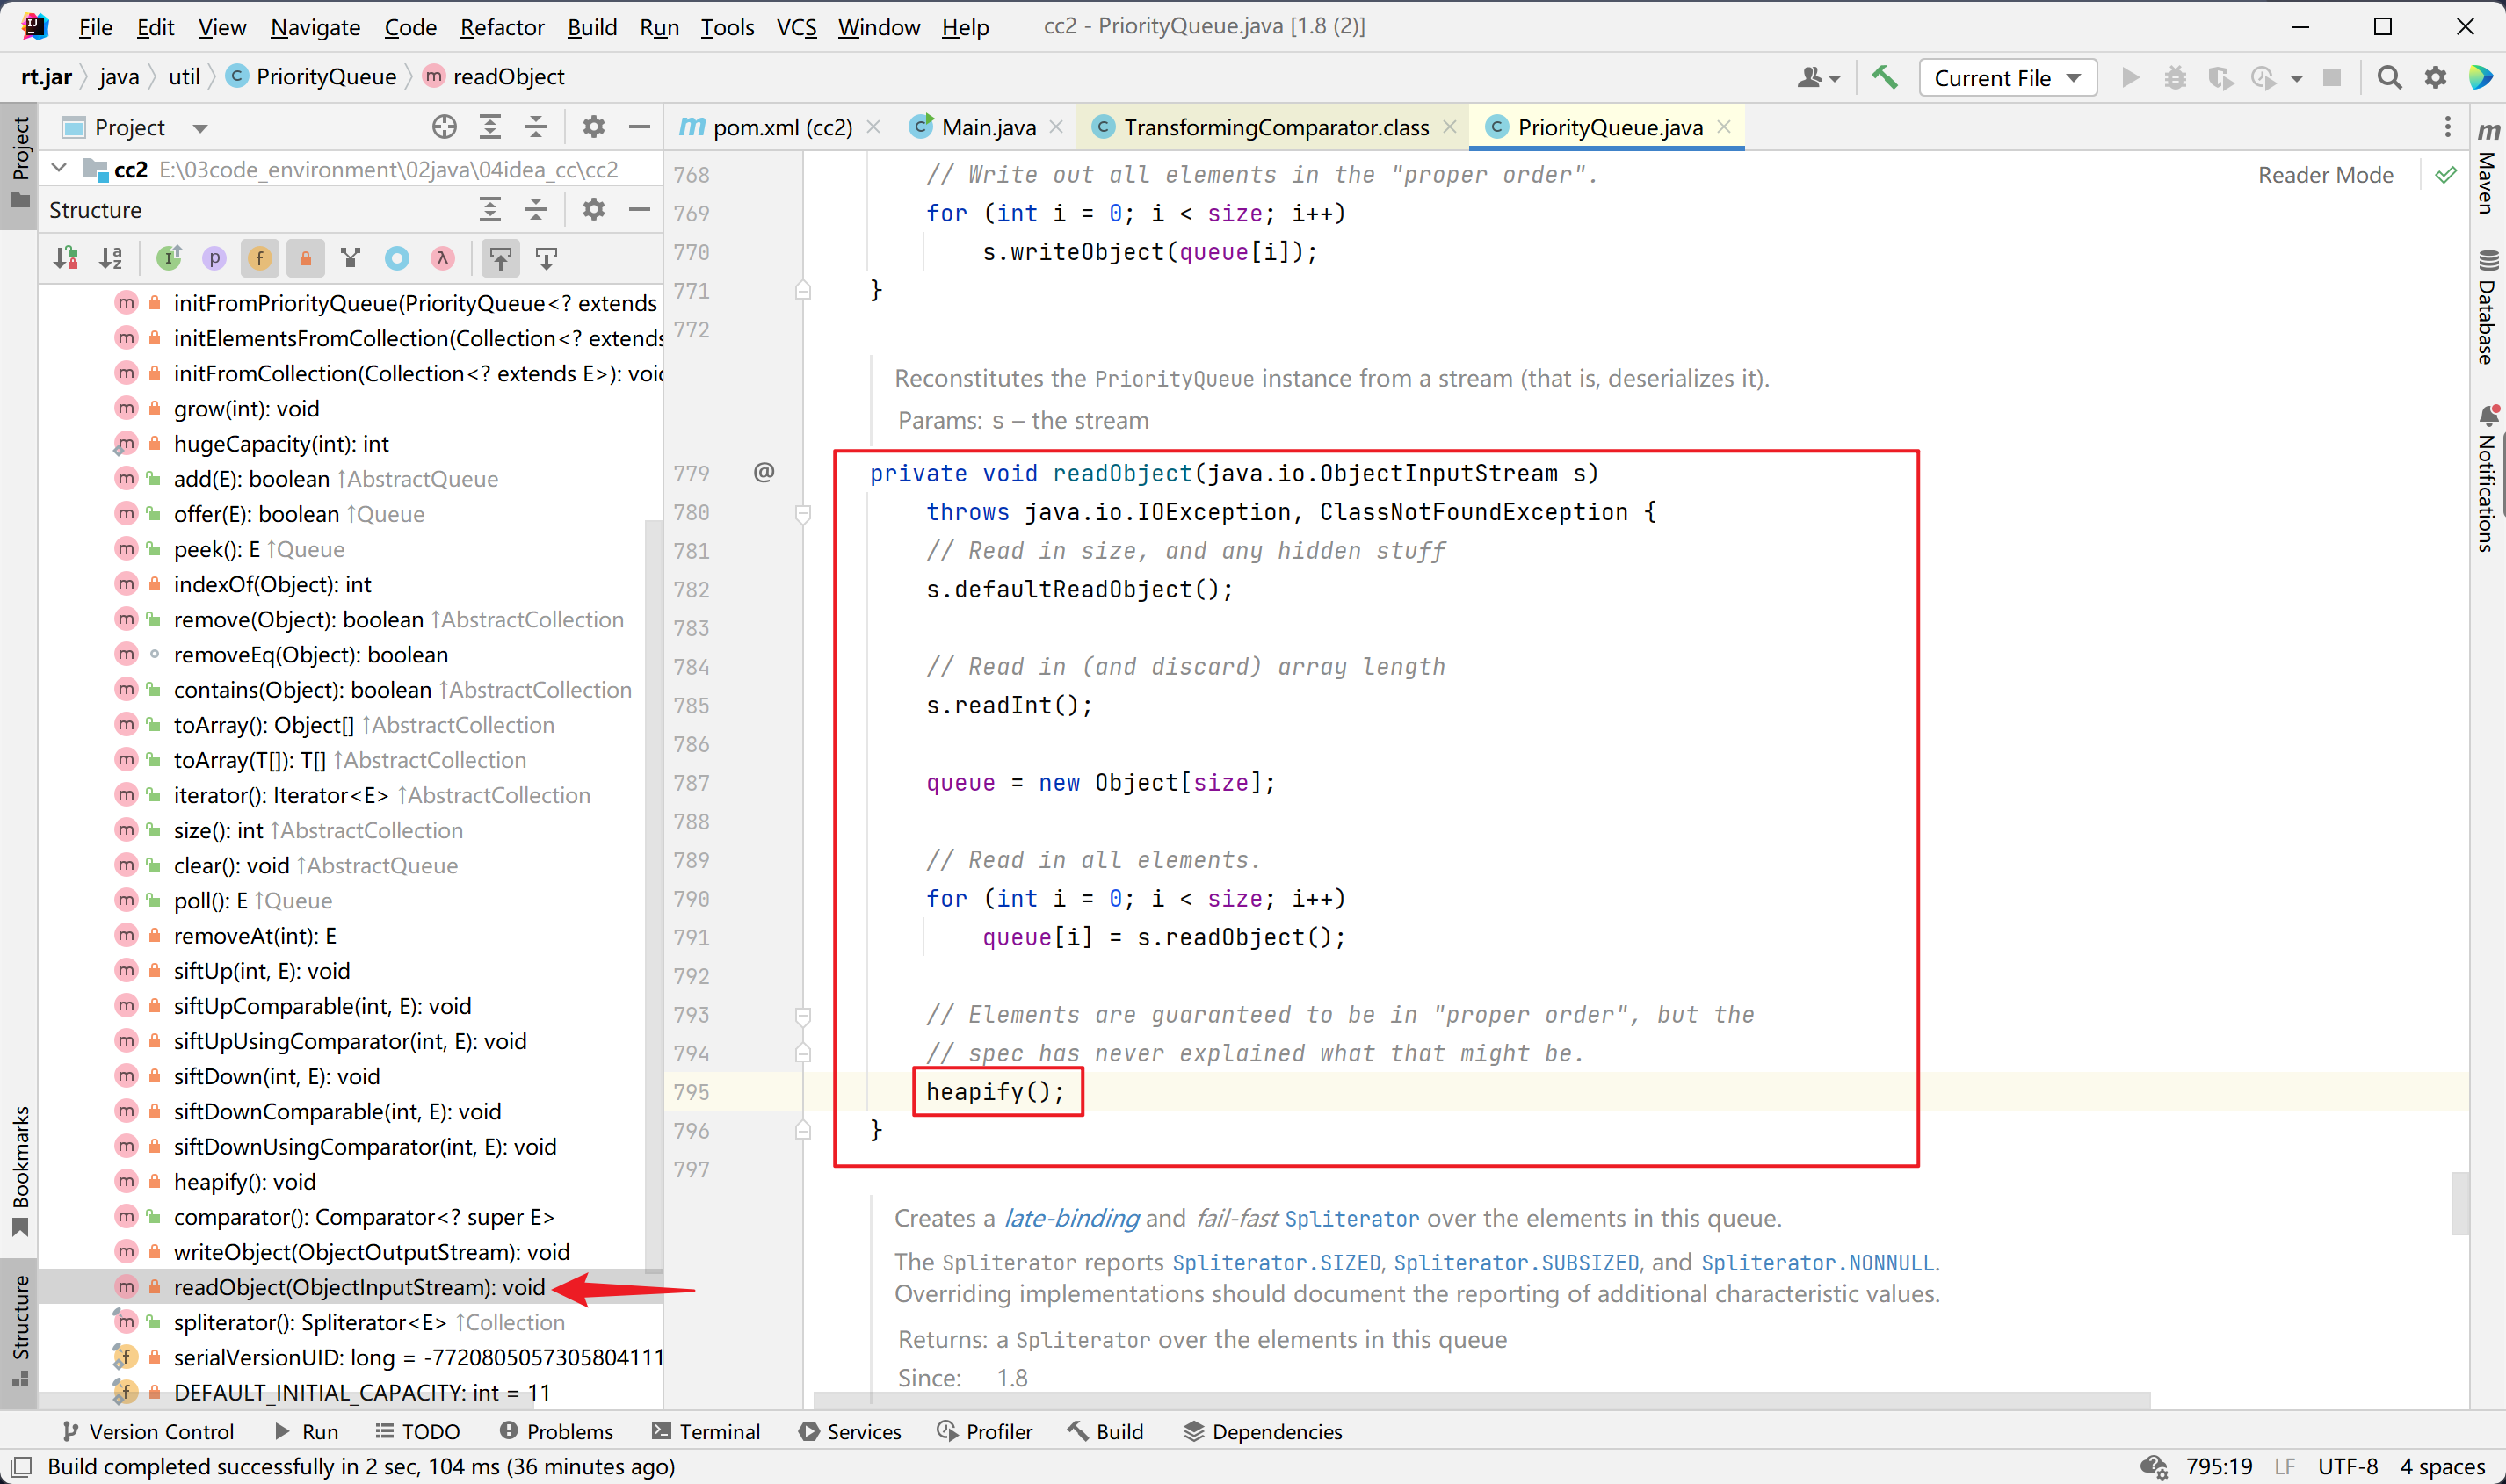 File Edit View Navigate Code Refactor Build Run Tools VCS Window Help cc2 - PriorityQueue.java [1.8 (2)]
rt.jar java util PriorityQueue readObject
Current File
Project
Project
pom.xml (cc2)
Main.java
TransformingComparator.class
PriorityQueue.java
cc2 E:\03code_environment\02java\04idea_cc\cc2
Structure
initFromPriorityQueue(PriorityQueue<? extends
initElementsFromCollection(Collection<? extends
initFromCollection(Collection<? extends E>): void
grow(int): void
hugeCapacity(int): int
add(E): boolean ↑AbstractQueue
offer(E): boolean ↑Queue
peek(): E ↑Queue
indexOf(Object): int
remove(Object): boolean ↑AbstractCollection
removeEq(Object): boolean
contains(Object): boolean ↑AbstractCollection
toArray(): Object[] ↑AbstractCollection
toArray(T[]): T[] ↑AbstractCollection
iterator(): Iterator<E> ↑AbstractCollection
size(): int ↑AbstractCollection
clear(): void ↑AbstractQueue
poll(): E ↑Queue
removeAt(int): E
siftUp(int, E): void
siftUpComparable(int, E): void
siftUpUsingComparator(int, E): void
siftDown(int, E): void
siftDownComparable(int, E): void
siftDownUsingComparator(int, E): void
heapify(): void
comparator(): Comparator<? super E>
writeObject(ObjectOutputStream): void
readObject(ObjectInputStream): void
spliterator(): Spliterator<E> ↑Collection
serialVersionUID: long = -7720805057305804111
DEFAULT_INITIAL_CAPACITY: int = 11
Bookmarks
Structure
Reader Mode
768 // Write out all elements in the "proper order".
769 for (int i = 0; i < size; i++)
770 s.writeObject(queue[i]);
771 }
772
Reconstitutes the PriorityQueue instance from a stream (that is, deserializes it).
Params: s – the stream
779 @ private void readObject(java.io.ObjectInputStream s)
780 throws java.io.IOException, ClassNotFoundException {
781 // Read in size, and any hidden stuff
782 s.defaultReadObject();
783
784 // Read in (and discard) array length
785 s.readInt();
786
787 queue = new Object[size];
788
789 // Read in all elements.
790 for (int i = 0; i < size; i++)
791 queue[i] = s.readObject();
792
793 // Elements are guaranteed to be in "proper order", but the
794 // spec has never explained what that might be.
795 heapify();
796 }
797
Creates a late-binding and fail-fast Spliterator over the elements in this queue.
The Spliterator reports Spliterator.SIZED, Spliterator.SUBSIZED, and Spliterator.NONNULL.
Overriding implementations should document the reporting of additional characteristic values.
Returns: a Spliterator over the elements in this queue
Since: 1.8
Maven
Database
Notifications
Version Control Run TODO Problems Terminal Services Profiler Build Dependencies
Build completed successfully in 2 sec, 104 ms (36 minutes ago) 795:19 LF UTF-8 4 spaces